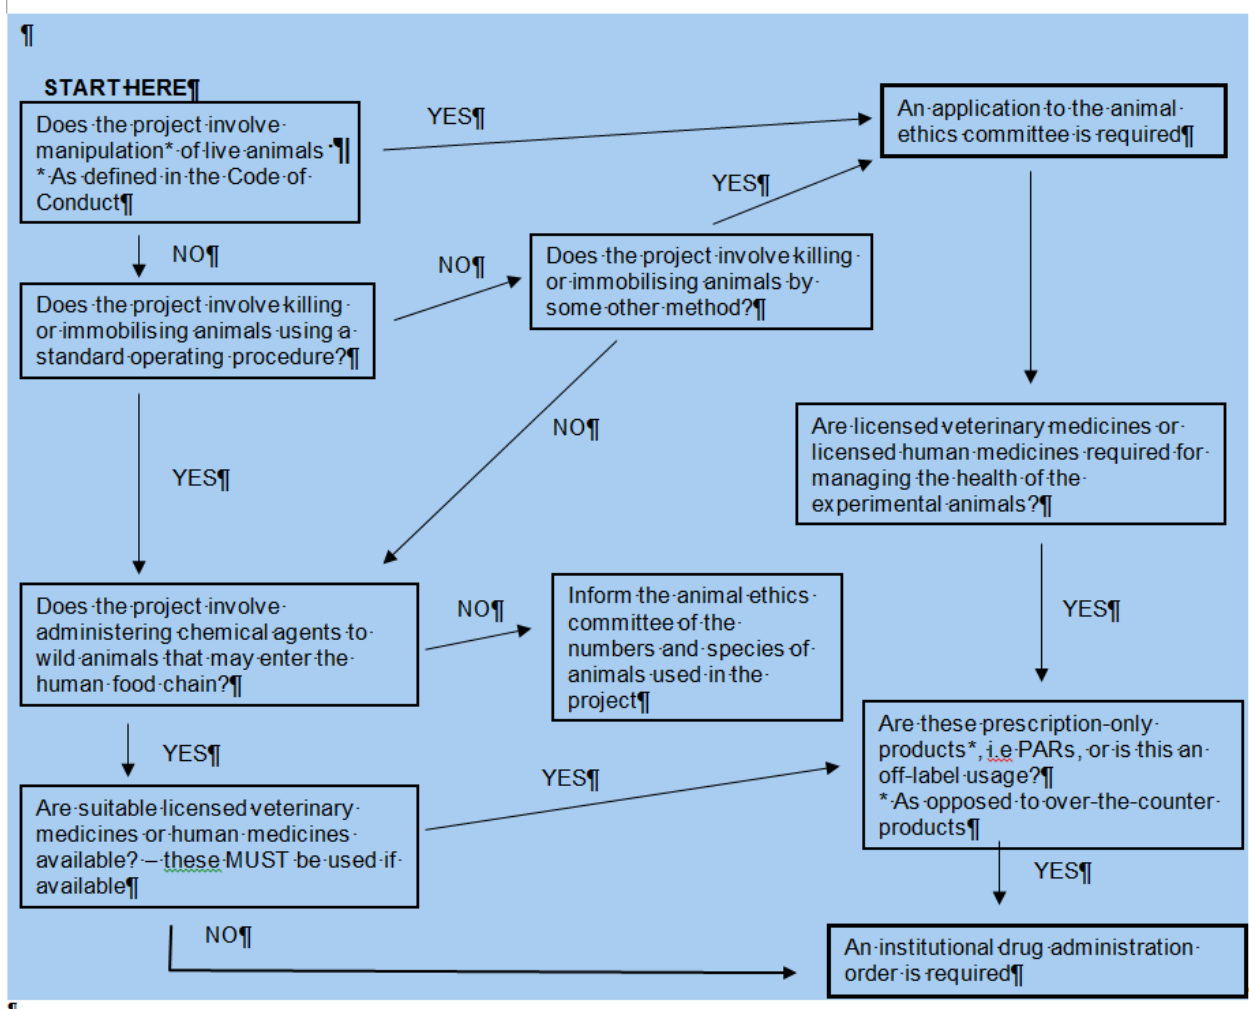 ¶
START·HERE¶
Does·the·project·involve·
manipulation*·of·live·animals·¶
*·As·defined·in·the·Code·of·
Conduct¶
YES¶
An·application·to·the·animal·
ethics·committee·is·required¶
YES¶
NO¶
NO¶
Does·the·project·involve·killing·
or·immobilising·animals·by·
some·other·method?¶
Does·the·project·involve·killing·
or·immobilising·animals·using·a·
standard·operating·procedure?¶
NO¶
YES¶
Are·licensed·veterinary·medicines·or·
licensed·human·medicines·required·for·
managing·the·health·of·the·
experimental·animals?¶
Does·the·project·involve·
administering·chemical·agents·to·
wild·animals·that·may·enter·the·
human·food·chain?¶
NO¶
Inform·the·animal·ethics·
committee·of·the·
numbers·and·species·of·
animals·used·in·the·
project¶
YES¶
YES¶
Are·these·prescription-only·
products*,·i.e·PARs,·or·is·this·an·
off-label·usage?¶
*·As·opposed·to·over-the-counter·
products¶
YES¶
Are·suitable·licensed·veterinary·
medicines·or·human·medicines·
available?·–·these·MUST·be·used·if·
available¶
YES¶
NO¶
An·institutional·drug·administration·
order·is·required¶
¶